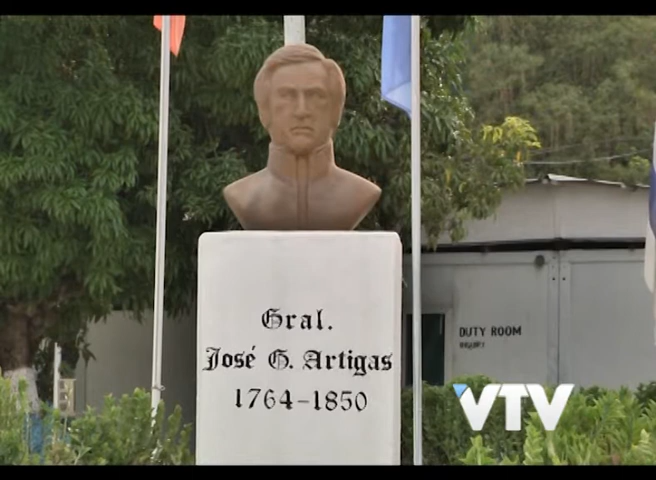 Gral.
José G. Artigas
1764-1850
DUTY ROOM
VTV